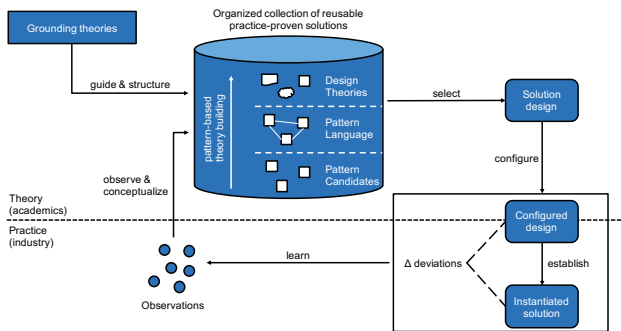 Organized collection of reusable
practice-proven solutions
Grounding theories
guide & structure
pattern-based
theory building
Design
Theories
Pattern
Language
Pattern
Candidates
select
Solution
design
configure
observe &
conceptualize
Theory
(academics)
Practice
(industry)
Configured
design
learn
Δ deviations
establish
Observations
Instantiated
solution